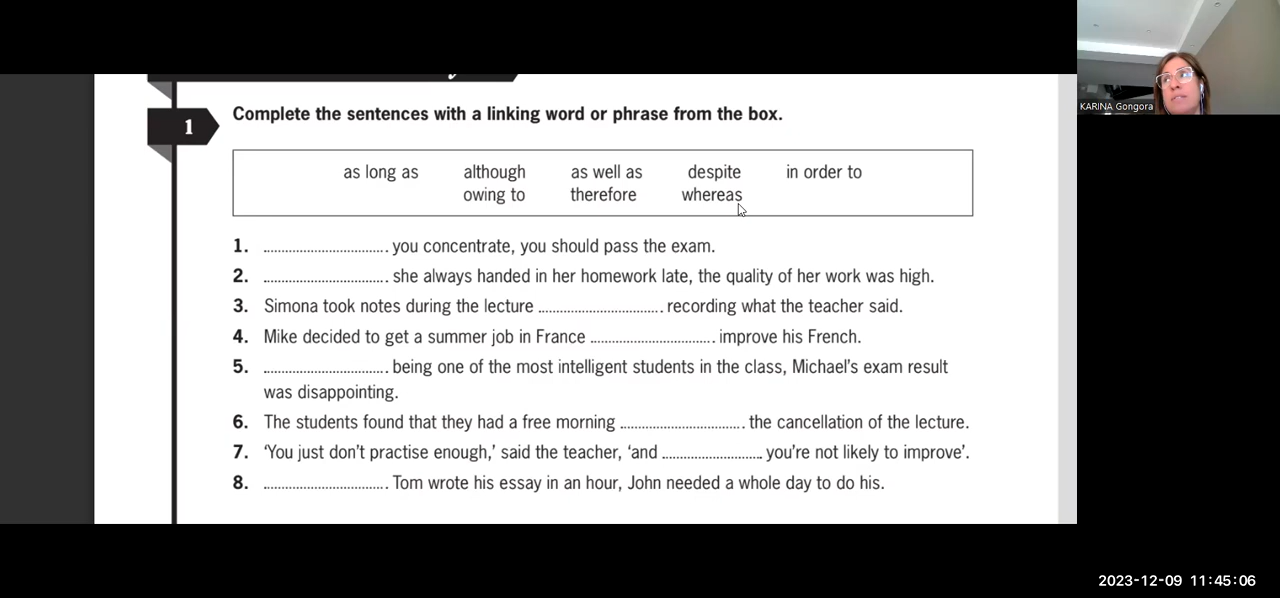 KARINA Gongora
1
Complete the sentences with a linking word or phrase from the box.
as long as although as well as despite in order to
owing to therefore whereas
1. ................................. you concentrate, you should pass the exam.
2. ................................. she always handed in her homework late, the quality of her work was high.
3. Simona took notes during the lecture ................................. recording what the teacher said.
4. Mike decided to get a summer job in France ................................. improve his French.
5. ................................. being one of the most intelligent students in the class, Michael's exam result
was disappointing.
6. The students found that they had a free morning ................................. the cancellation of the lecture.
7. ‘You just don't practise enough,’ said the teacher, ‘and ........................... you're not likely to improve’.
8. ................................. Tom wrote his essay in an hour, John needed a whole day to do his.
2023-12-09 11:45:06